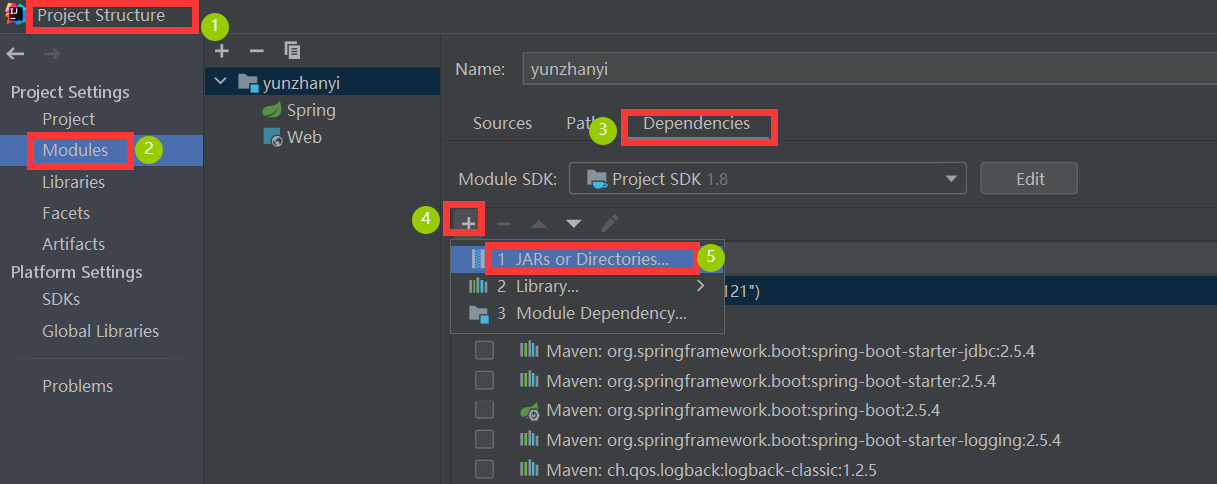 Project Structure
1
Project Settings
Project
Modules
2
Libraries
Facets
Artifacts
Platform Settings
SDKs
Global Libraries
Problems
yunzhanyi
Spring
Web
Name: yunzhanyi
Sources
3
Dependencies
Module SDK: Project SDK 1.8 Edit
4
1 JARs or Directories...
5
2 Library...
121")
3 Module Dependency...
Maven: org.springframework.boot:spring-boot-starter-jdbc:2.5.4
Maven: org.springframework.boot:spring-boot-starter:2.5.4
Maven: org.springframework.boot:spring-boot:2.5.4
Maven: org.springframework.boot:spring-boot-starter-logging:2.5.4
Maven: ch.qos.logback:logback-classic:1.2.5